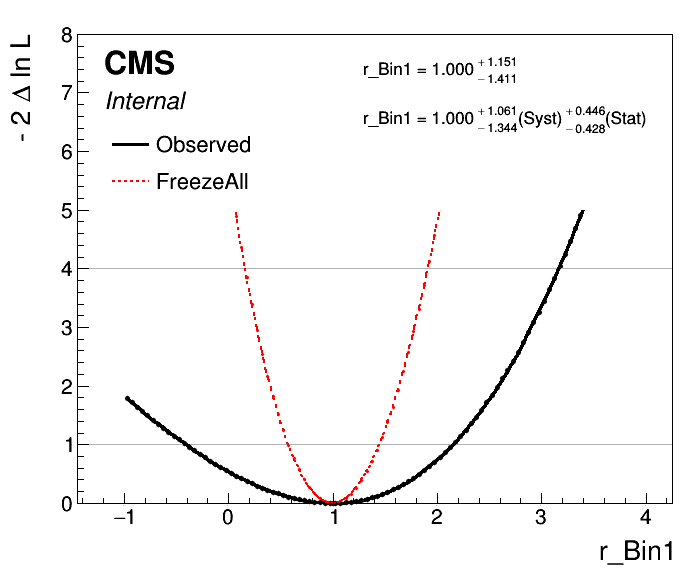 - 2 Δ ln L
8
7
6
5
4
3
2
1
0
CMS
Internal
Observed
FreezeAll
r_Bin1 = 1.000 +1.151 −1.411
r_Bin1 = 1.000 +1.061 −1.344 (Syst) +0.446 −0.428 (Stat)
−1 0 1 2 3 4
r_Bin1